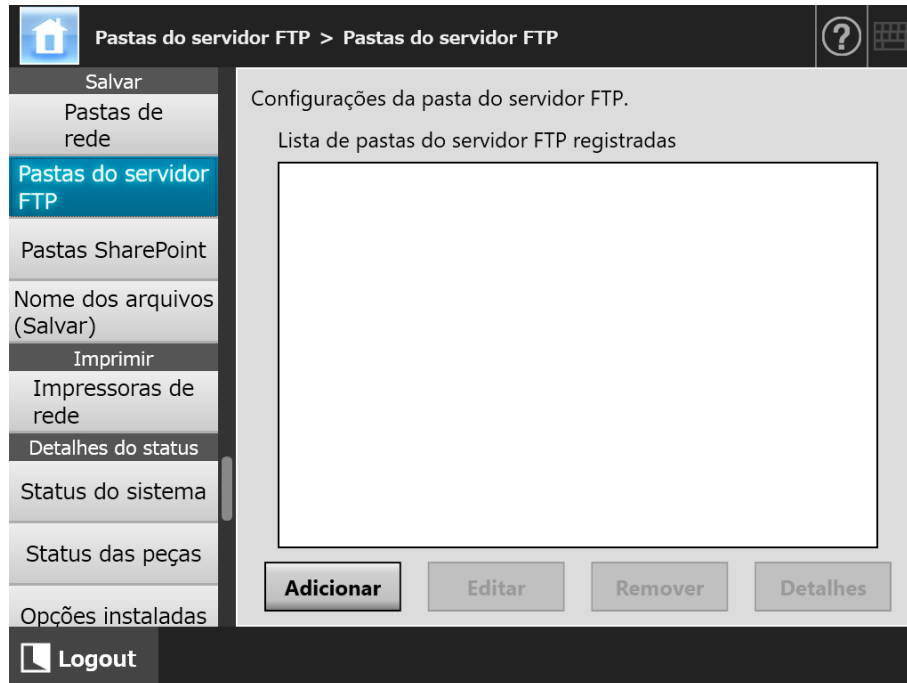 Pastas do servidor FTP > Pastas do servidor FTP
?
Salvar
Pastas de
rede
Pastas do servidor
FTP
Pastas SharePoint
Nome dos arquivos
(Salvar)
Imprimir
Impressoras de
rede
Detalhes do status
Status do sistema
Status das peças
Opções instaladas
Configurações da pasta do servidor FTP.
Lista de pastas do servidor FTP registradas
Adicionar Editar Remover Detalhes
Logout